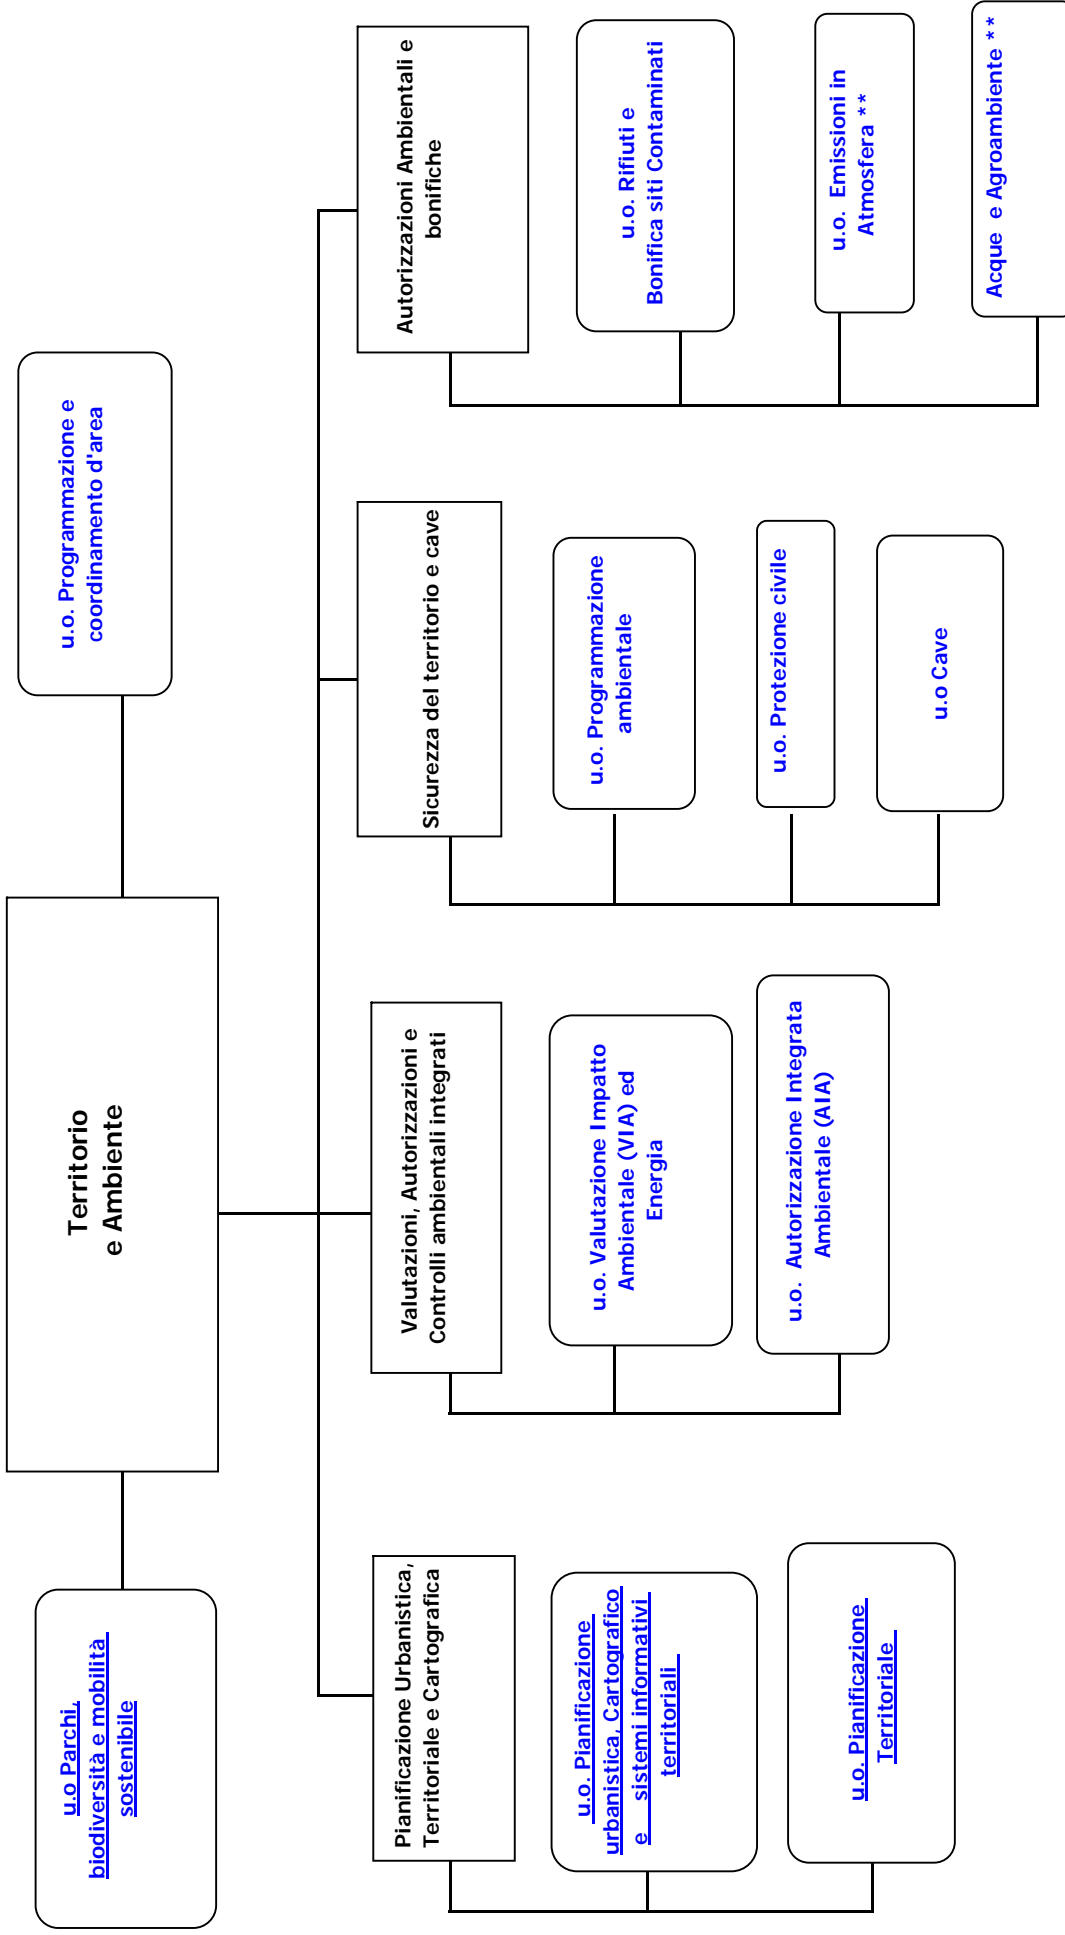 Territorio
e Ambiente
u.o Parchi,
biodiversità e mobilità
sostenibile
u.o. Programmazione e
coordinamento d'area
Pianificazione Urbanistica,
Territoriale e Cartografica
u.o. Pianificazione
urbanistica, Cartografico
e sistemi informativi
territoriali
u.o. Pianificazione
Territoriale
Valutazioni, Autorizzazioni e
Controlli ambientali integrati
u.o. Valutazione Impatto
Ambientale (VIA) ed
Energia
u.o. Autorizzazione Integrata
Ambientale (AIA)
Sicurezza del territorio e cave
u.o. Programmazione
ambientale
u.o. Protezione civile
u.o Cave
Autorizzazioni Ambientali e
bonifiche
u.o. Rifiuti e
Bonifica siti Contaminati
u.o. Emissioni in
Atmosfera **
Acque e Agroambiente **